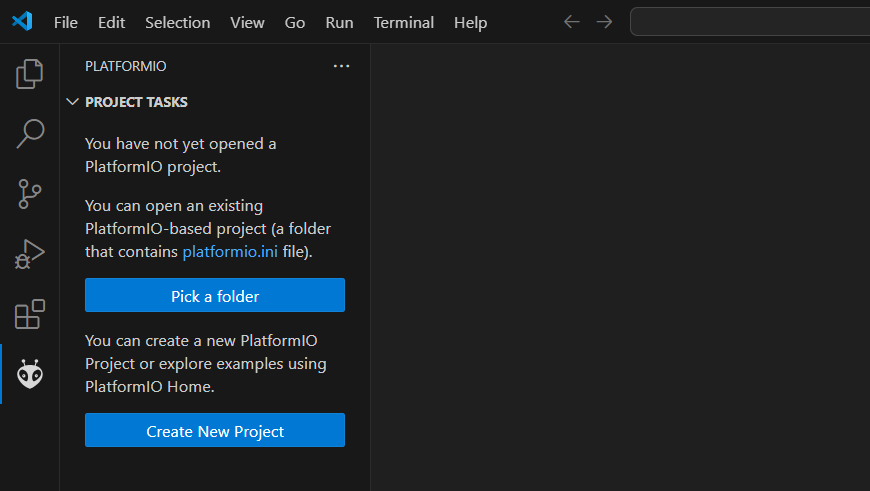 File Edit Selection View Go Run Terminal Help
PLATFORMIO
PROJECT TASKS
You have not yet opened a
PlatformIO project.
You can open an existing
PlatformIO-based project (a folder
that contains platformio.ini file).
Pick a folder
You can create a new PlatformIO
Project or explore examples using
PlatformIO Home.
Create New Project